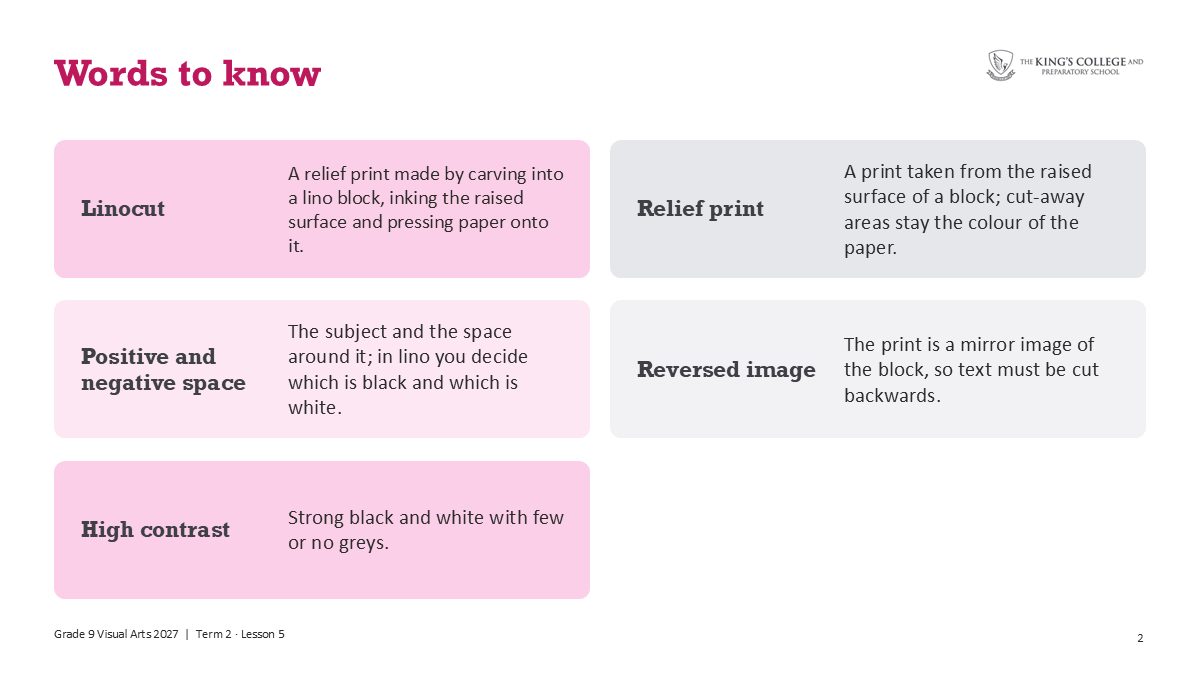 Words to know
THE KING'S COLLEGE AND
PREPARATORY SCHOOL
Linocut
A relief print made by carving into
a lino block, inking the raised
surface and pressing paper onto
it.
Relief print
A print taken from the raised
surface of a block; cut-away
areas stay the colour of the
paper.
Positive and
negative space
The subject and the space
around it; in lino you decide
which is black and which is
white.
Reversed image
The print is a mirror image of
the block, so text must be cut
backwards.
High contrast
Strong black and white with few
or no greys.
Grade 9 Visual Arts 2027 | Term 2 · Lesson 5
2